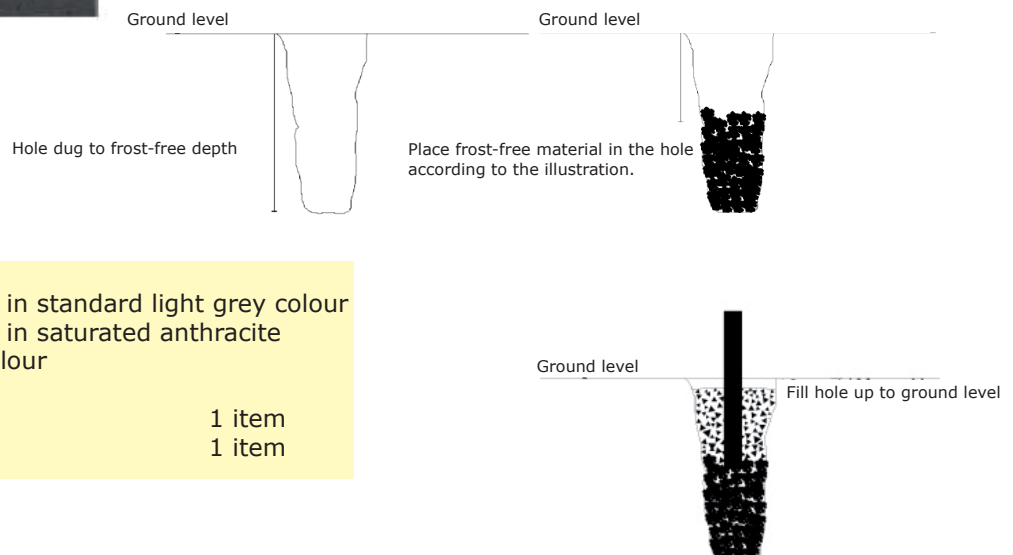 Ground level
Ground level
Hole dug to frost-free depth
Place frost-free material in the hole
according to the illustration.
in standard light grey colour
in saturated anthracite
lour
1 item
1 item
Ground level
Fill hole up to ground level